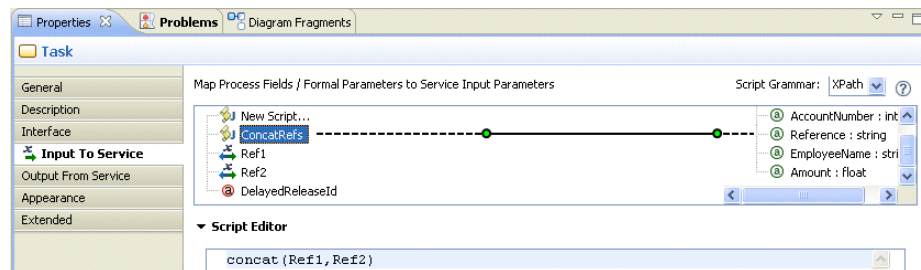 Properties Problems Diagram Fragments
Task
General
Description
Interface
Input To Service
Output From Service
Appearance
Extended
Map Process Fields / Formal Parameters to Service Input Parameters Script Grammar: XPath
New Script... AccountNumber : int
ConcatRefs Reference : string
Ref1 EmployeeName : stri
Ref2 Amount : float
DelayedReleaseId
Script Editor
concat(Ref1,Ref2)